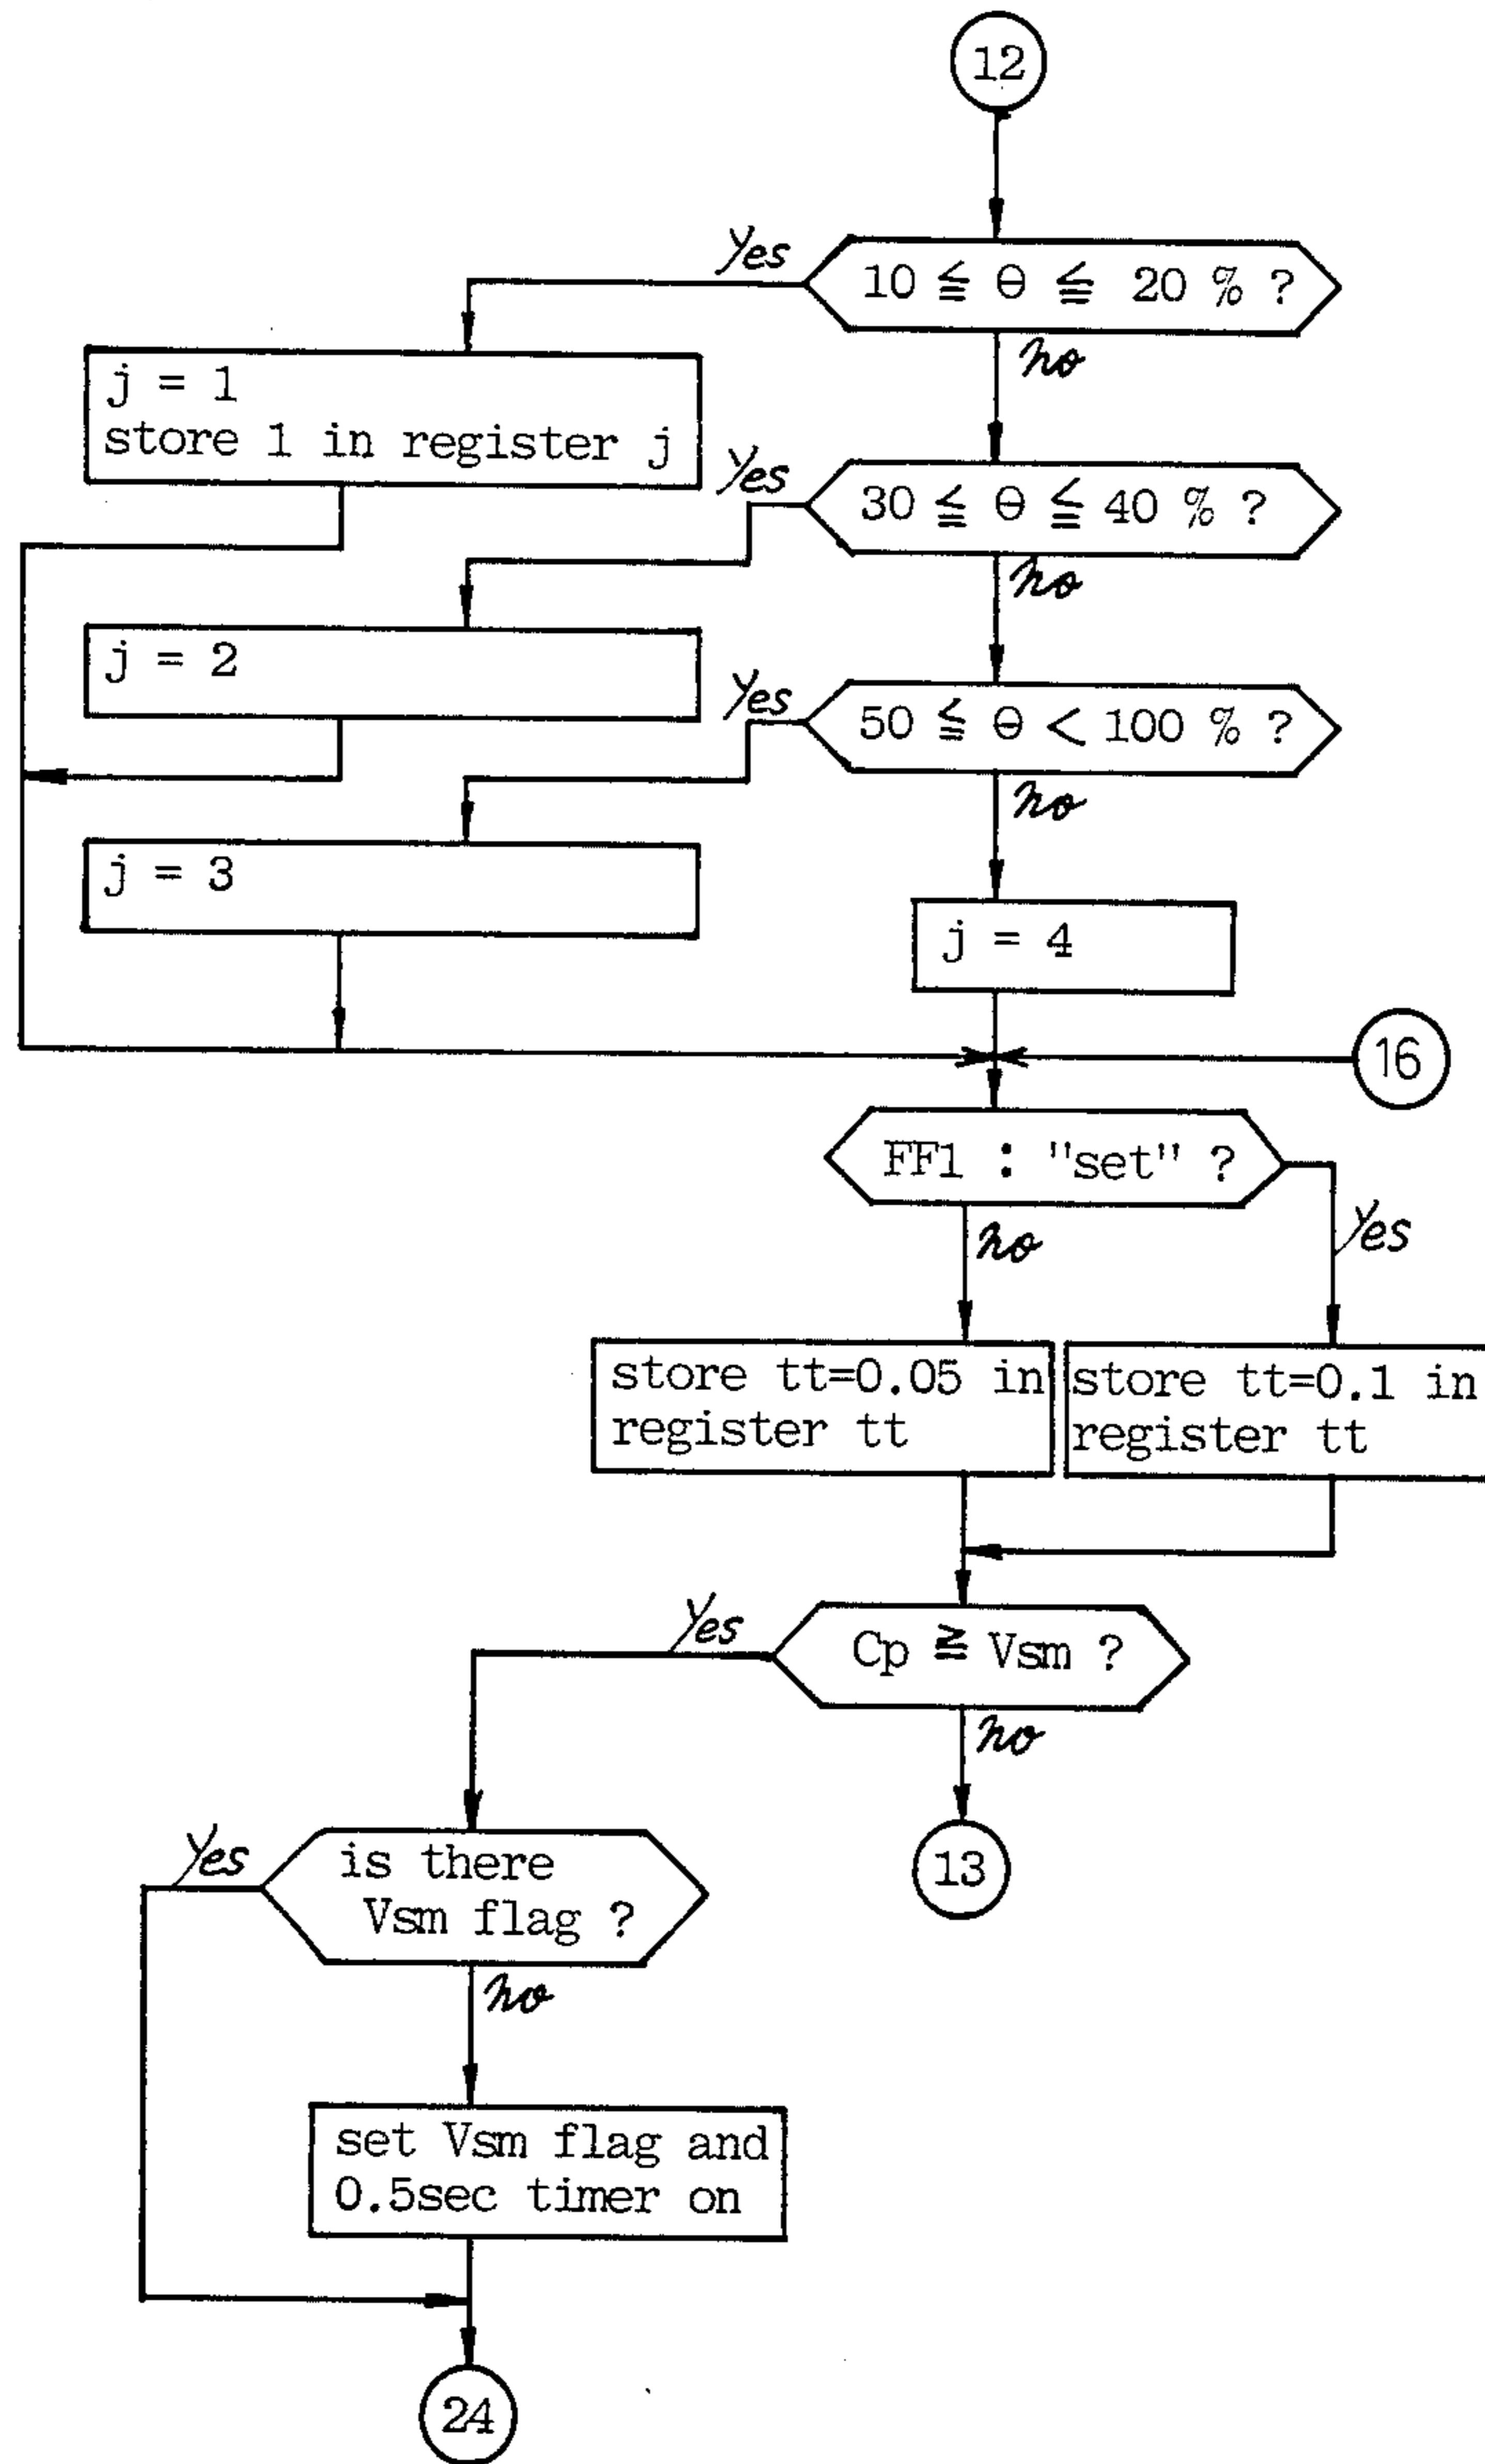 12
Yes
10 ≦ θ ≦ 20 % ?
no
j = 1
store 1 in register j
Yes
30 ≦ θ ≦ 40 % ?
no
j = 2
Yes
50 ≦ θ < 100 % ?
no
j = 3
j = 4
16
FF1 : "set" ?
no
Yes
store tt=0.05 in
register tt
store tt=0.1 in
register tt
Yes
Cp ≧ Vsm ?
no
13
Yes
is there
Vsm flag ?
no
set Vsm flag and
0.5sec timer on
24